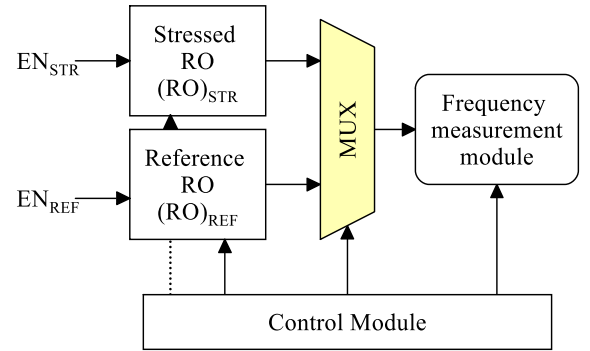 EN_STR
Stressed
RO
(RO)_STR
EN_REF
Reference
RO
(RO)_REF
MUX
Frequency
measurement
module
Control Module